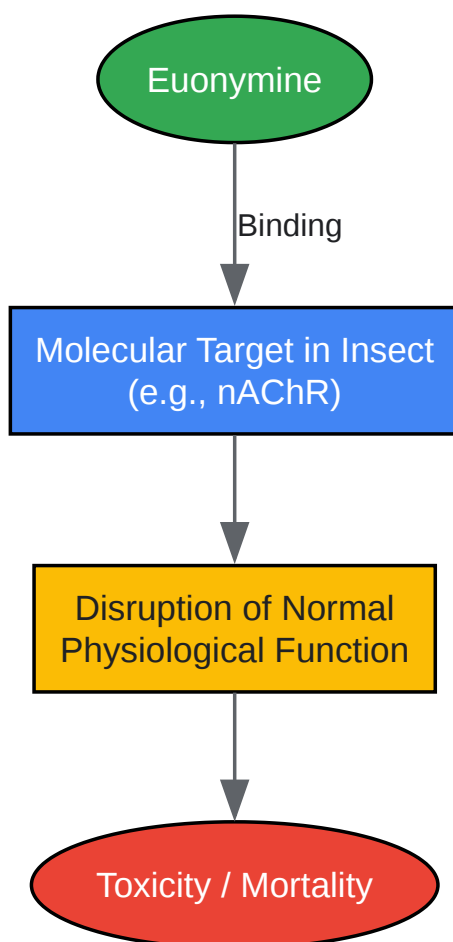 Euonymine
Binding
Molecular Target in Insect
(e.g., nAChR)
Disruption of Normal
Physiological Function
Toxicity / Mortality